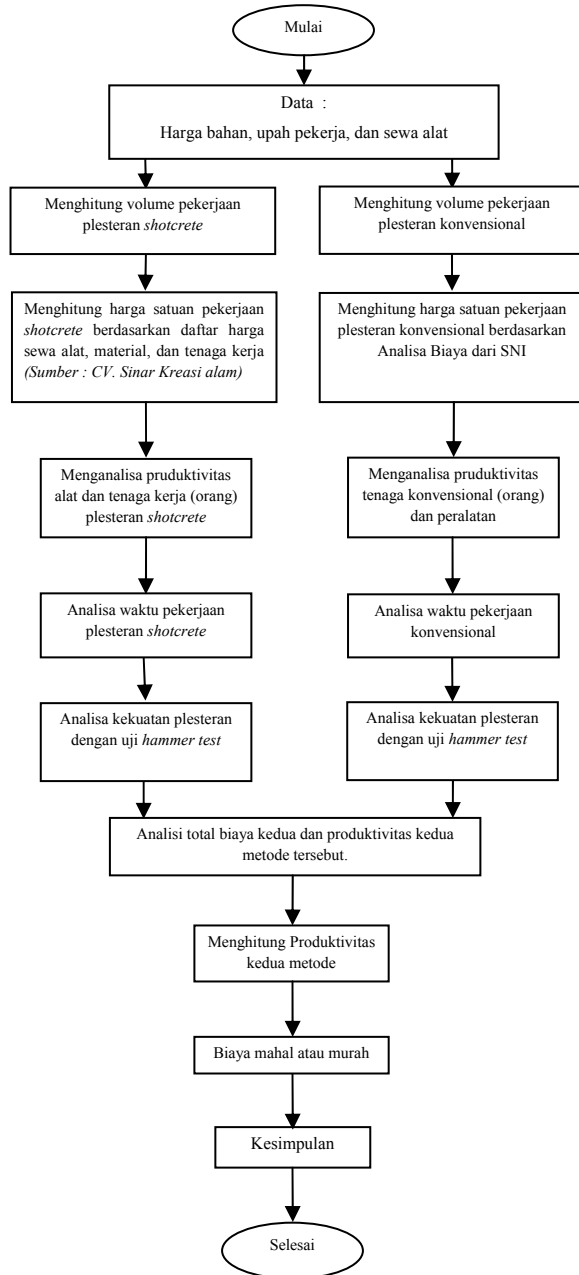 Mulai
Data :
Harga bahan, upah pekerja, dan sewa alat
Menghitung volume pekerjaan
plesteran shotcrete
Menghitung volume pekerjaan
plesteran konvensional
Menghitung harga satuan pekerjaan
shotcrete berdasarkan daftar harga
sewa alat, material, dan tenaga kerja
(Sumber : CV. Sinar Kreasi alam)
Menghitung harga satuan pekerjaan
plesteran konvensional berdasarkan
Analisa Biaya dari SNI
Menganalisa pruduktivitas
alat dan tenaga kerja (orang)
plesteran shotcrete
Menganalisa pruduktivitas
tenaga konvensional (orang)
dan peralatan
Analisa waktu pekerjaan
plesteran shotcrete
Analisa waktu pekerjaan
konvensional
Analisa kekuatan plesteran
dengan uji hammer test
Analisa kekuatan plesteran
dengan uji hammer test
Analisi total biaya kedua dan produktivitas kedua
metode tersebut.
Menghitung Produktivitas
kedua metode
Biaya mahal atau murah
Kesimpulan
Selesai